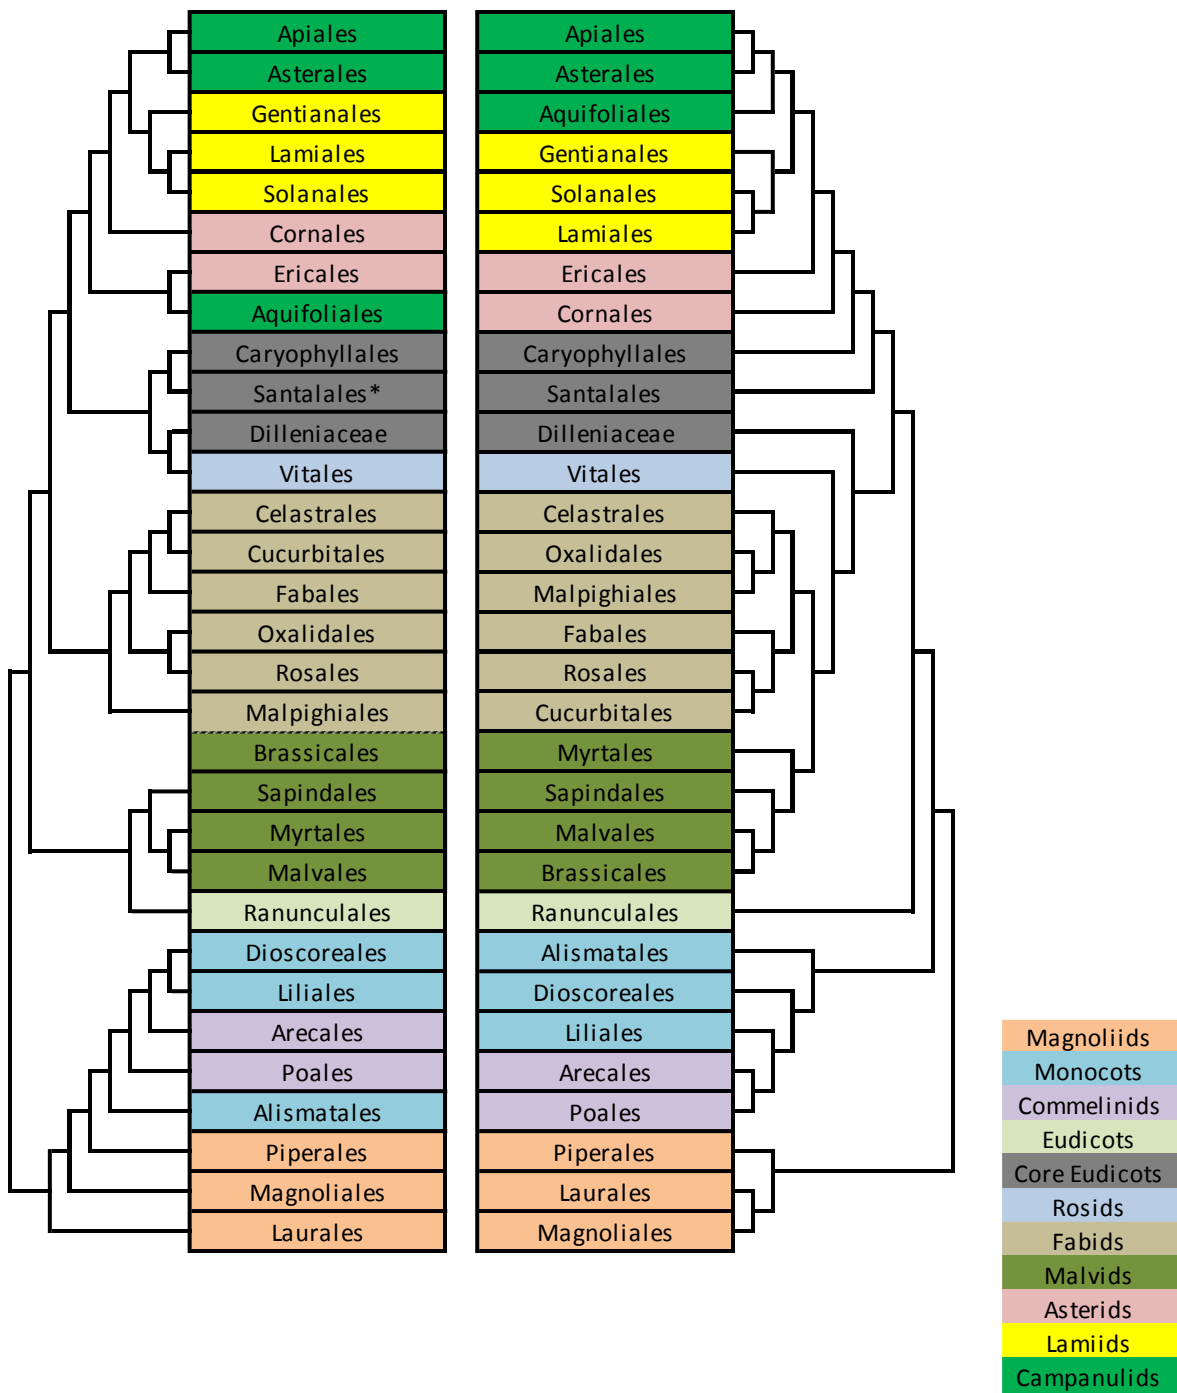 Apiales
Asterales
Gentianales
Lamiales
Solanales
Cornales
Ericales
Aquifoliales
Caryophyllales
Santalales*
Dilleniaceae
Vitales
Celastrales
Cucurbitales
Fabales
Oxalidales
Rosales
Malpighiales
Brassicales
Sapindales
Myrtales
Malvales
Ranunculales
Dioscoreales
Liliales
Arecales
Poales
Alismatales
Piperales
Magnoliales
Laurales
Apiales
Asterales
Aquifoliales
Gentianales
Solanales
Lamiales
Ericales
Cornales
Caryophyllales
Santalales
Dilleniaceae
Vitales
Celastrales
Oxalidales
Malpighiales
Fabales
Rosales
Cucurbitales
Myrtales
Sapindales
Malvales
Brassicales
Ranunculales
Alismatales
Dioscoreales
Liliales
Arecales
Poales
Piperales
Laurales
Magnoliales
Magnoliids
Monocots
Commelinids
Eudicots
Core Eudicots
Rosids
Fabids
Malvids
Asterids
Lamiids
Campanulids